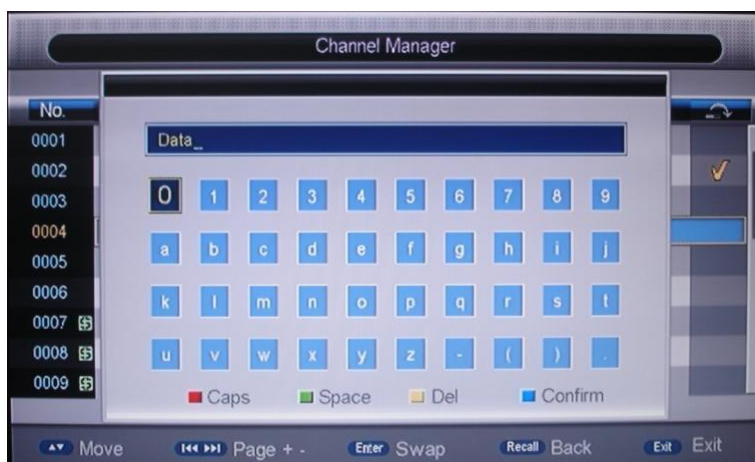 Channel Manager
No.
0001
0002
0003
0004
0005
0006
0007 $
0008 $
0009 $
Data_
0 1 2 3 4 5 6 7 8 9
a b c d e f g h i j
k l m n o p q r s t
u v w x y z - ( ) .
Caps Space Del Confirm
Move Page + - Enter Swap Recall Back Exit Exit